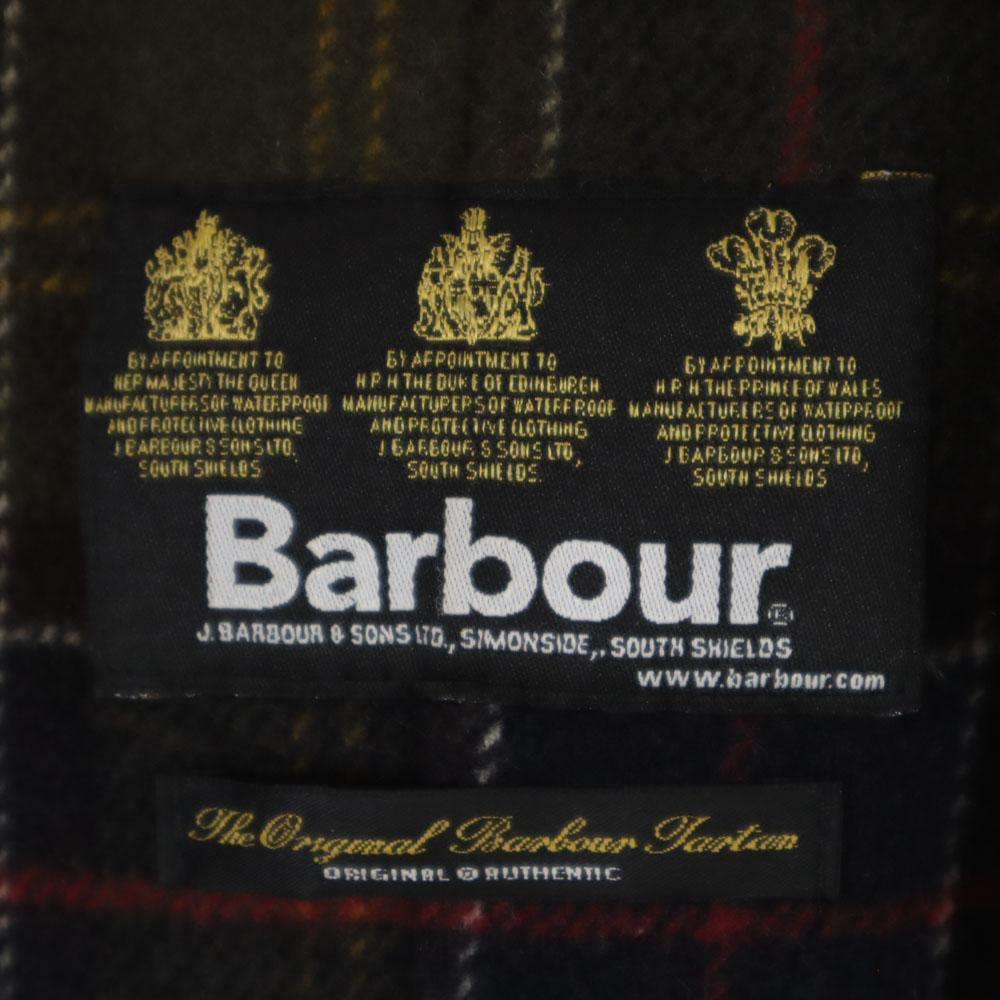 BY APPOINTMENT TO
HER MAJESTY THE QUEEN
MANUFACTURERS OF WATERPROOF
AND PROTECTIVE CLOTHING
J BARBOUR & SONS LTD,
SOUTH SHIELDS
BY APPOINTMENT TO
H R H THE DUKE OF EDINBURGH
MANUFACTURERS OF WATERPROOF
AND PROTECTIVE CLOTHING
J BARBOUR & SONS LTD,
SOUTH SHIELDS.
BY APPOINTMENT TO
H R H THE PRINCE OF WALES
MANUFACTURERS OF WATERPROOF
AND PROTECTIVE CLOTHING
J BARBOUR & SONS LTD,
SOUTH SHIELDS
Barbour®
J. BARBOUR & SONS LTD., SIMONSIDE,. SOUTH SHIELDS
www.barbour.com
The Original Barbour Tartan
ORIGINAL & AUTHENTIC